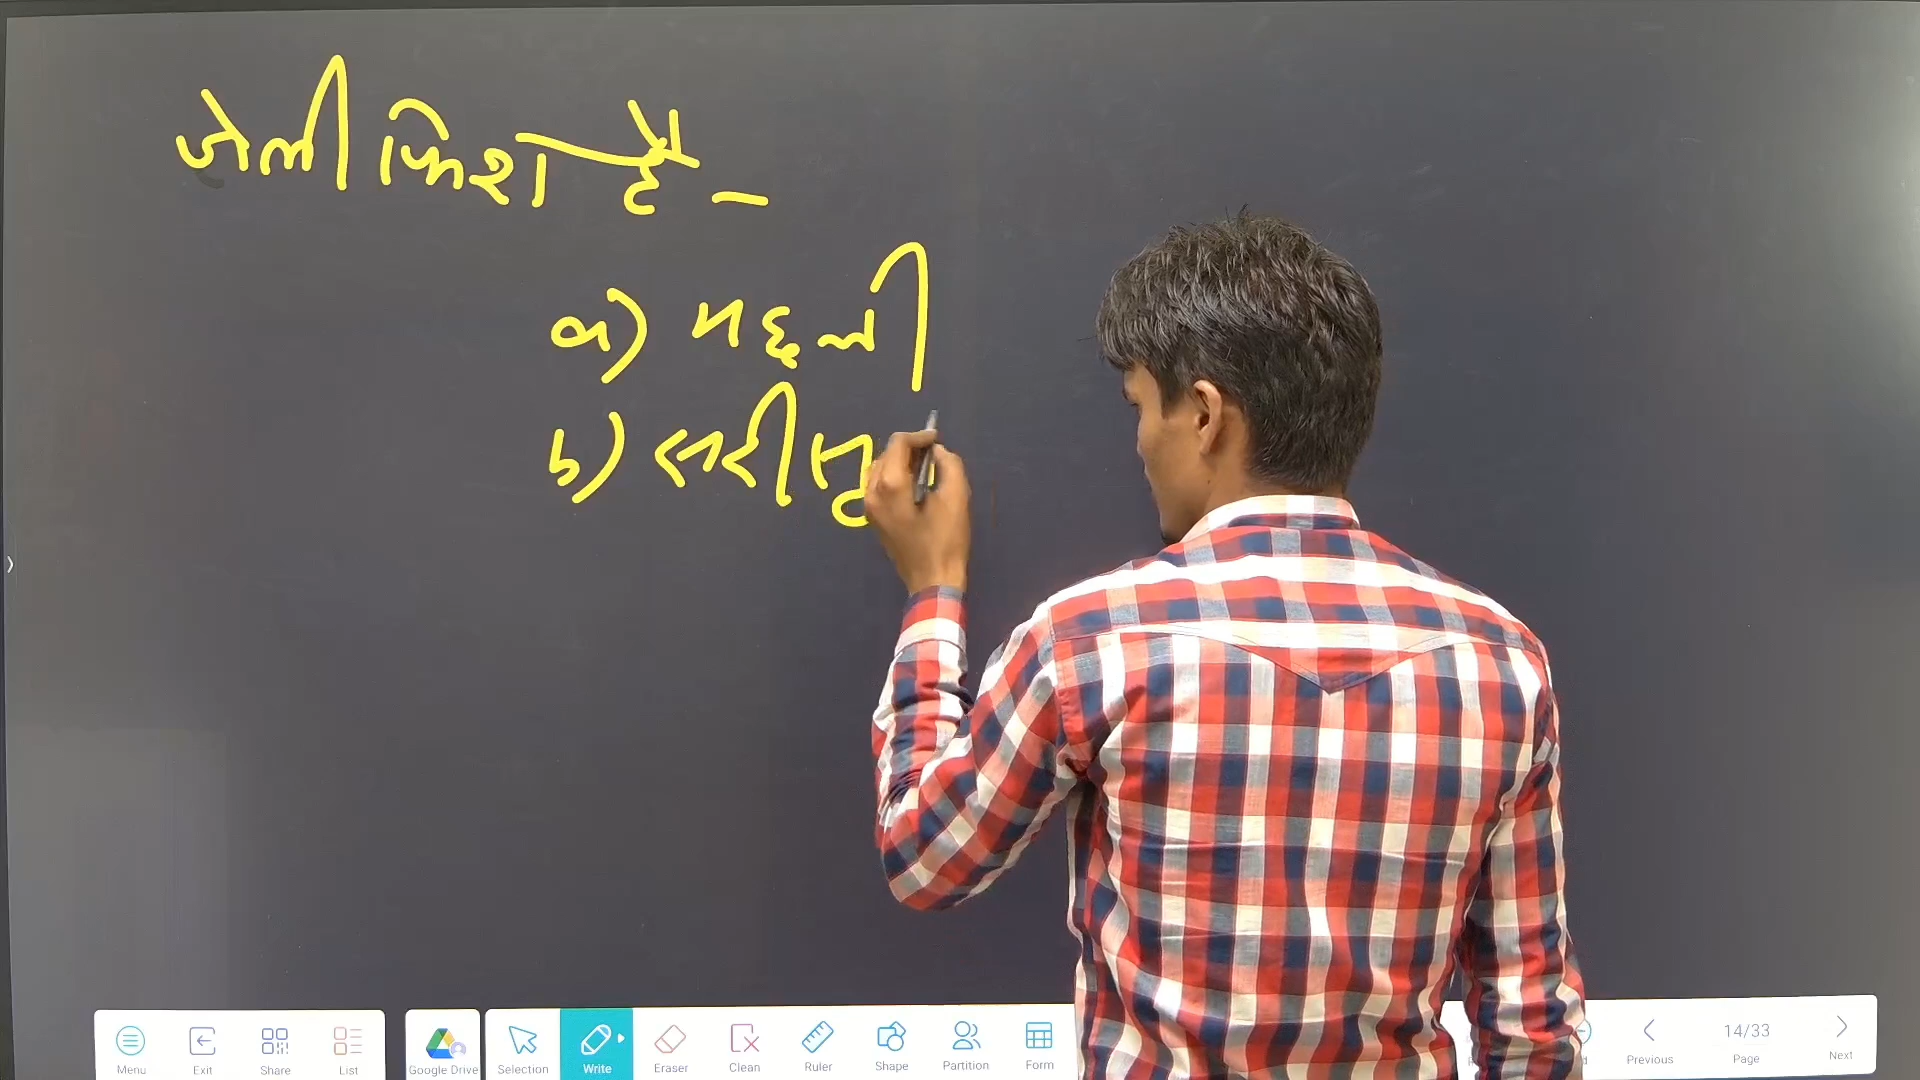 जेली फिश है -
a) मछली
b) सरीसृ
Menu Exit Share List Google Drive Selection Write Eraser Clean Ruler Shape Partition Form Previous 14/33 Page Next